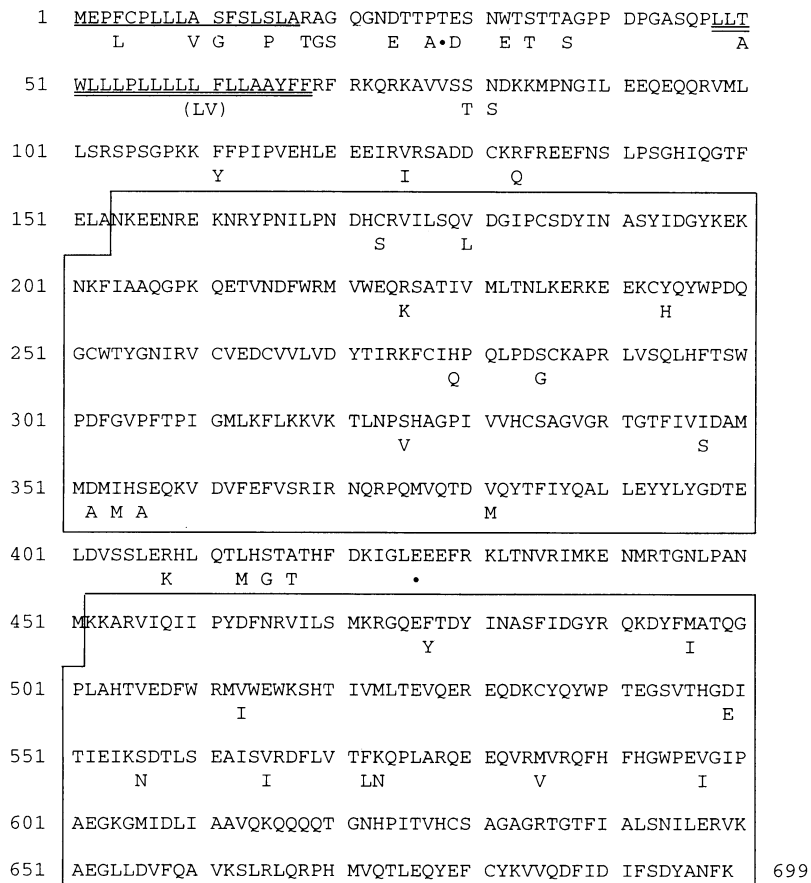 1 MEPFCPLLLA SFSLSLARAG QGNDTTPTES NWTSTTAGPP DPGASQPLLT
L V G P TGS E A•D E T S A
51 WLLLPLLLLL FLLAAYFFRF RKQRKAVVSS NDKKMPNGIL EEQEQQRVML
(LV) T S
101 LSRSPSGPKK FFPIPVEHLE EEIRVRSADD CKRFREEFNS LPSGHIQGTF
Y I Q
151 ELANKEENRE KNRYPNILPN DHCRVILSQV DGIPCSDYIN ASYIDGYKEK
S L
201 NKFIAAQGPK QETVNDFWRM VWEQRSATIV MLTNLKERKE EKCYQYWPDQ
K H
251 GCWTYGNIRV CVEDCVVLVD YTIRKFCIHP QLPDSCKAPR LVSQLHFTSW
Q G
301 PDFGVPFTPI GMLKFLKKVK TLNPSHAGPI VVHCSAGVGR TGTFIVIDAM
V S
351 MDMIHSEQKV DVFEFVSRIR NQRPQMVQTD VQYTFIYQAL LEYYLYGDTE
A M A M
401 LDVSSLERHL QTLHSTATHF DKIGLEEEFR KLTNVRIMKE NMRTGNLPAN
K M G T •
451 MKKARVIQII PYDFNRVILS MKRGQEFTDY INASFIDGYR QKDYFMATQG
Y I
501 PLAHTVEDFW RMVWEWKSHT IVMLTEVQER EQDKCYQYWP TEGSVTHGDI
I E
551 TIEIKSDTLS EAISVRDFLV TFKQPLARQE EQVRMVRQFH FHGWPEVGIP
N I LN V I
601 AEGKGMIDLI AAVQKQQQQT GNHPITVHCS AGAGRTGTFI ALSNILERVK
651 AEGLLDVFQA VKSLRLQRPH MVQTLEQYEF CYKVVQDFID IFSDYANFK 699